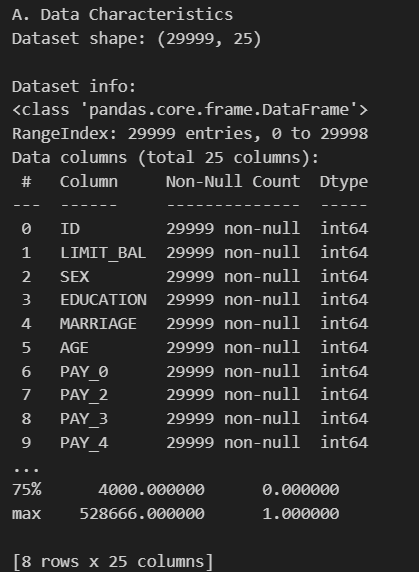 A. Data Characteristics
Dataset shape: (29999, 25)
Dataset info:
<class 'pandas.core.frame.DataFrame'>
RangeIndex: 29999 entries, 0 to 29998
Data columns (total 25 columns):
 #   Column     Non-Null Count  Dtype
---  ------     --------------  -----
 0   ID         29999 non-null  int64
 1   LIMIT_BAL  29999 non-null  int64
 2   SEX        29999 non-null  int64
 3   EDUCATION  29999 non-null  int64
 4   MARRIAGE   29999 non-null  int64
 5   AGE        29999 non-null  int64
 6   PAY_0      29999 non-null  int64
 7   PAY_2      29999 non-null  int64
 8   PAY_3      29999 non-null  int64
 9   PAY_4      29999 non-null  int64
...
75%     4000.000000     0.000000
max   528666.000000     1.000000
[8 rows x 25 columns]